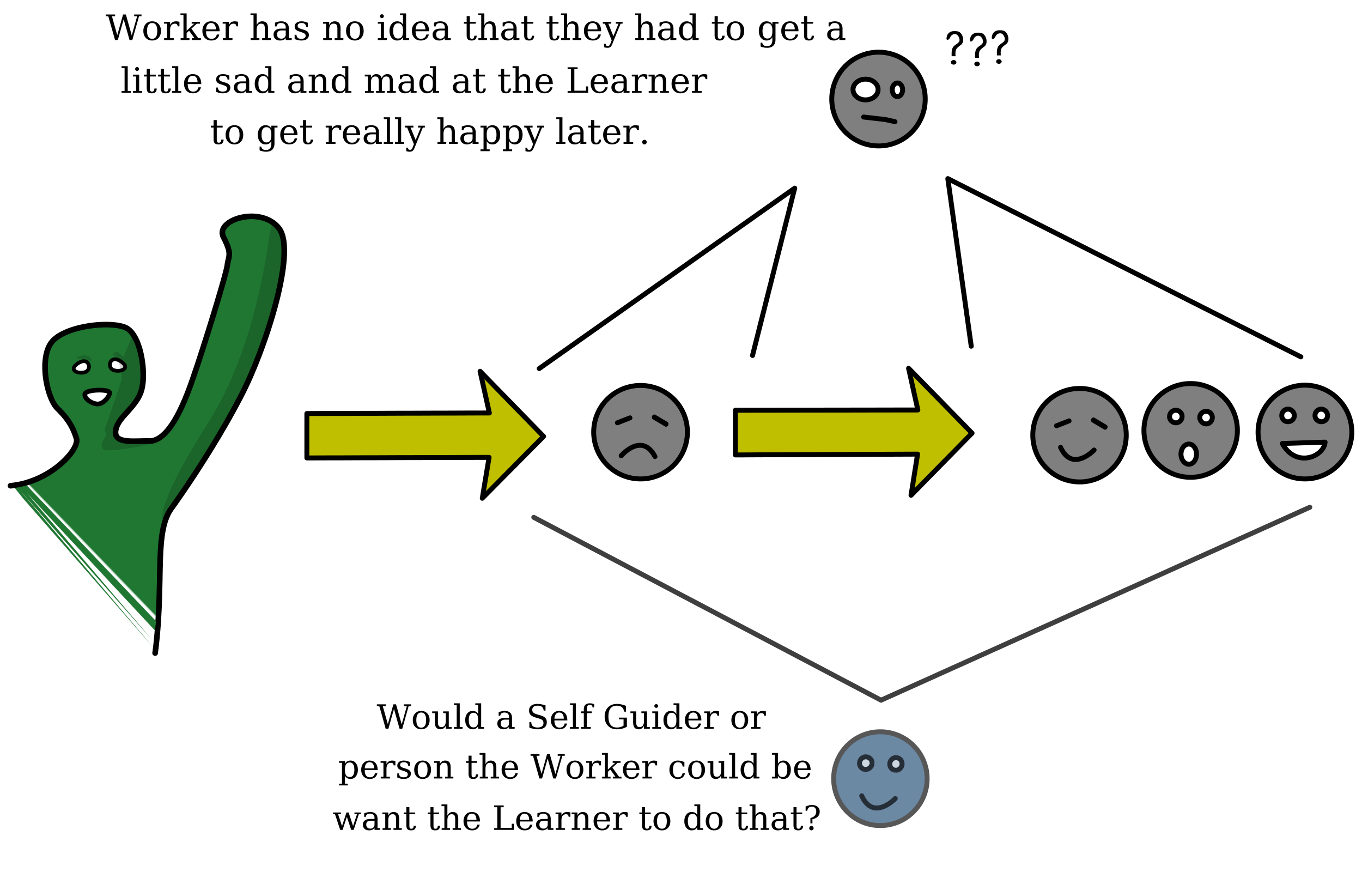 Worker has no idea that they had to get a
little sad and mad at the Learner
to get really happy later.
???
Would a Self Guider or
person the Worker could be
want the Learner to do that?